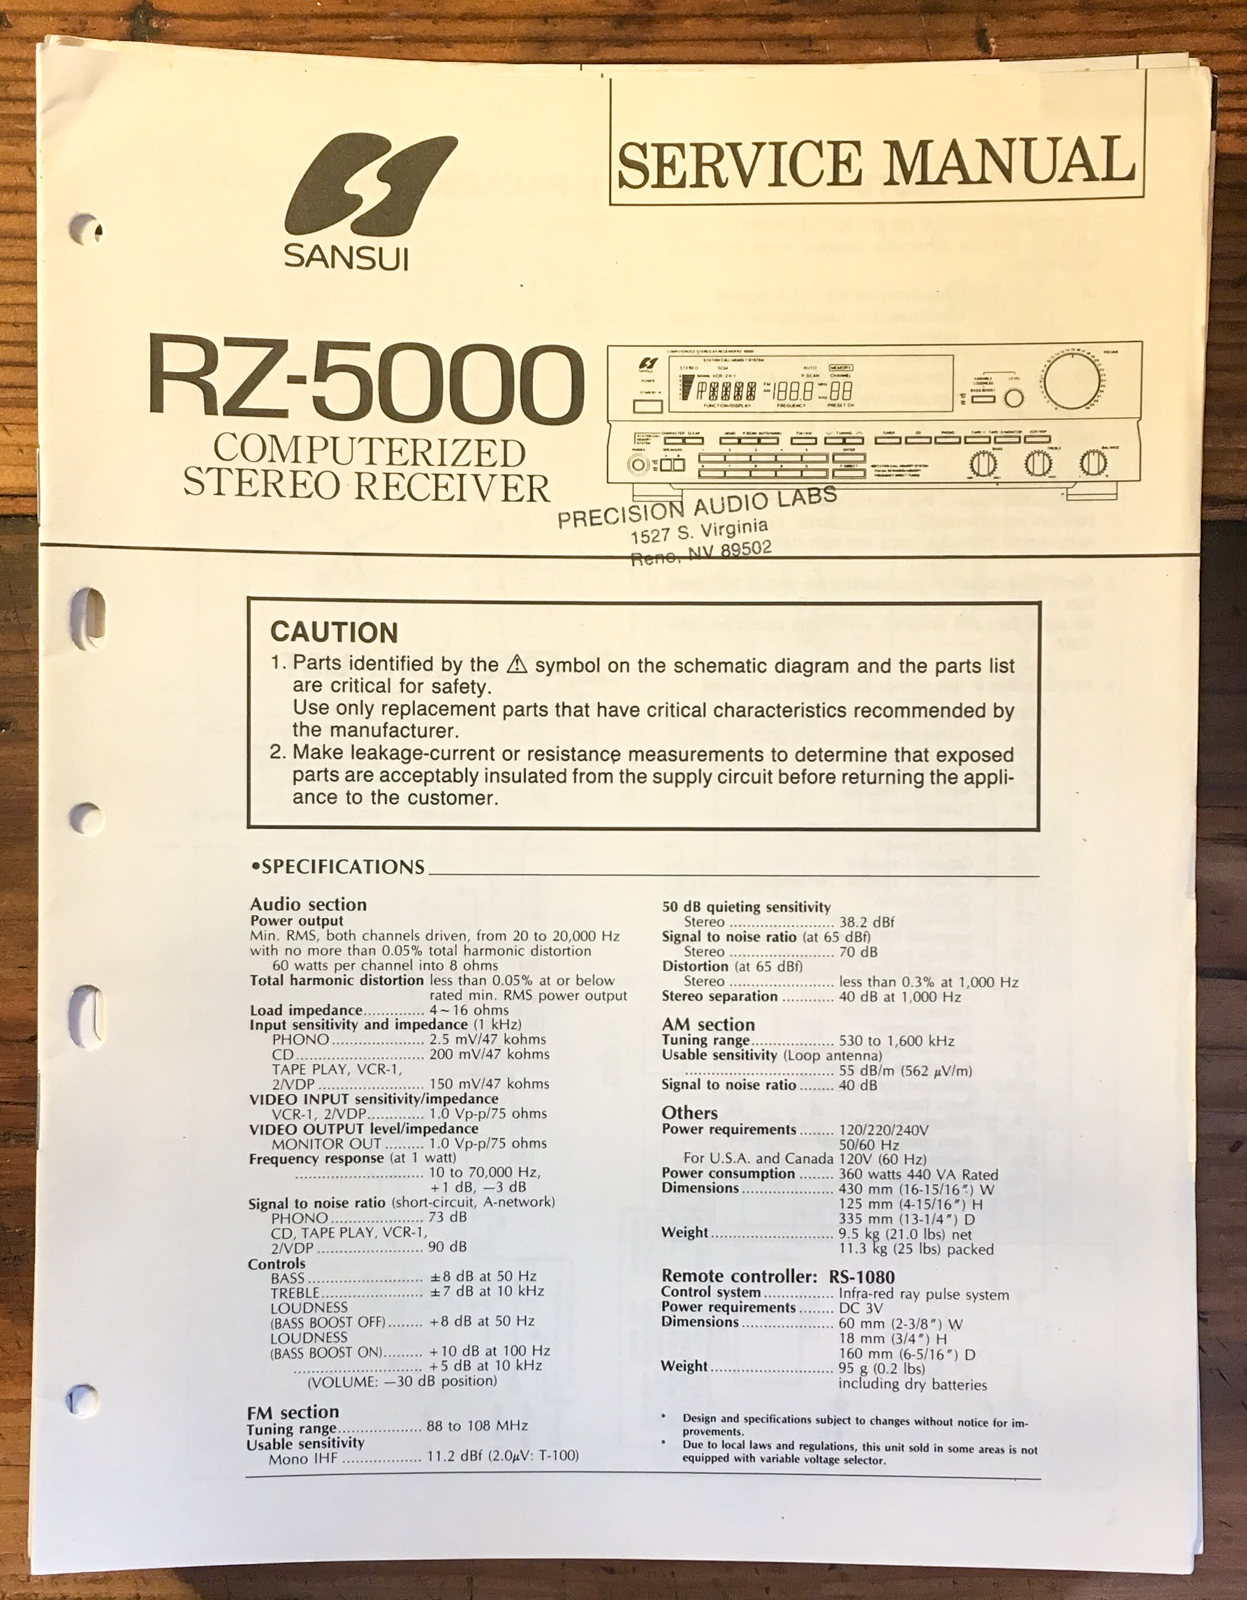 SERVICE MANUAL
SANSUI
RZ-5000
COMPUTERIZED
STEREO RECEIVER
PRECISION AUDIO LABS
1527 S. Virginia
Reno, NV 89502
CAUTION
1. Parts identified by the ⚠ symbol on the schematic diagram and the parts list
are critical for safety.
Use only replacement parts that have critical characteristics recommended by
the manufacturer.
2. Make leakage-current or resistance measurements to determine that exposed
parts are acceptably insulated from the supply circuit before returning the appli-
ance to the customer.
•SPECIFICATIONS
Audio section
Power output
Min. RMS, both channels driven, from 20 to 20,000 Hz
with no more than 0.05% total harmonic distortion
60 watts per channel into 8 ohms
Total harmonic distortion less than 0.05% at or below
rated min. RMS power output
Load impedance.............. 4~16 ohms
Input sensitivity and impedance (1 kHz)
PHONO..................... 2.5 mV/47 kohms
CD............................. 200 mV/47 kohms
TAPE PLAY, VCR-1,
2/VDP........................ 150 mV/47 kohms
VIDEO INPUT sensitivity/impedance
VCR-1, 2/VDP............. 1.0 Vp-p/75 ohms
VIDEO OUTPUT level/impedance
MONITOR OUT ......... 1.0 Vp-p/75 ohms
Frequency response (at 1 watt)
............................. 10 to 70,000 Hz,
+1 dB, −3 dB
Signal to noise ratio (short-circuit, A-network)
PHONO..................... 73 dB
CD, TAPE PLAY, VCR-1,
2/VDP........................ 90 dB
Controls
BASS.......................... ±8 dB at 50 Hz
TREBLE....................... ±7 dB at 10 kHz
LOUDNESS
(BASS BOOST OFF)........ +8 dB at 50 Hz
LOUDNESS
(BASS BOOST ON)......... +10 dB at 100 Hz
............................. +5 dB at 10 kHz
(VOLUME: −30 dB position)
FM section
Tuning range................... 88 to 108 MHz
Usable sensitivity
Mono IHF .................. 11.2 dBf (2.0μV: T-100)
50 dB quieting sensitivity
Stereo ........................ 38.2 dBf
Signal to noise ratio (at 65 dBf)
Stereo ........................ 70 dB
Distortion (at 65 dBf)
Stereo ........................ less than 0.3% at 1,000 Hz
Stereo separation ............ 40 dB at 1,000 Hz
AM section
Tuning range................... 530 to 1,600 kHz
Usable sensitivity (Loop antenna)
.................................. 55 dB/m (562 μV/m)
Signal to noise ratio ........ 40 dB
Others
Power requirements ........ 120/220/240V
50/60 Hz
For U.S.A. and Canada 120V (60 Hz)
Power consumption ........ 360 watts 440 VA Rated
Dimensions..................... 430 mm (16-15/16″) W
125 mm (4-15/16″) H
335 mm (13-1/4″) D
Weight............................ 9.5 kg (21.0 lbs) net
11.3 kg (25 lbs) packed
Remote controller: RS-1080
Control system................ Infra-red ray pulse system
Power requirements ........ DC 3V
Dimensions..................... 60 mm (2-3/8″) W
18 mm (3/4″) H
160 mm (6-5/16″) D
Weight............................ 95 g (0.2 lbs)
including dry batteries
* Design and specifications subject to changes without notice for im-
provements.
* Due to local laws and regulations, this unit sold in some areas is not
equipped with variable voltage selector.